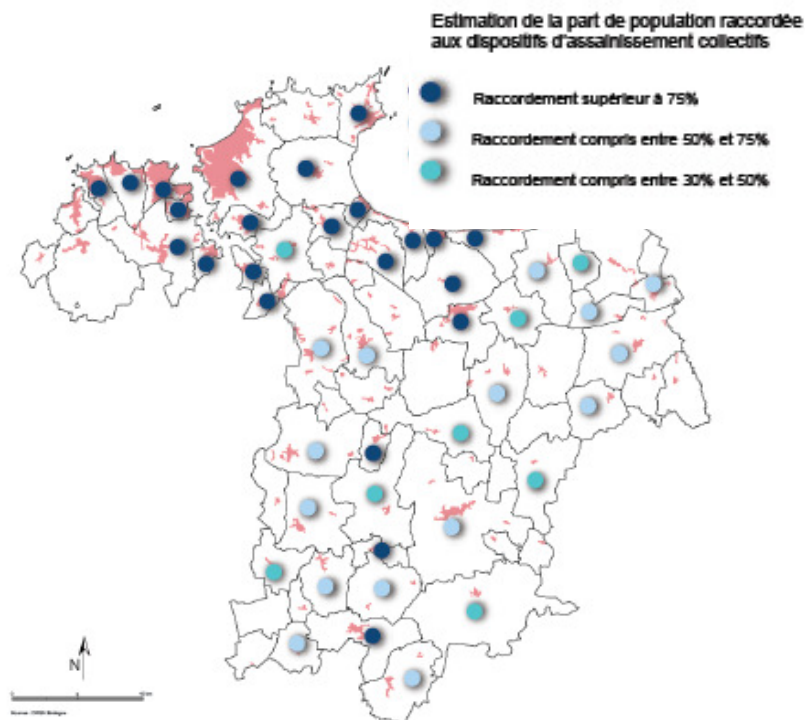 Estimation de la part de population raccordée
aux dispositifs d'assainissement collectifs
Raccordement supérieur à 75%
Raccordement compris entre 50% et 75%
Raccordement compris entre 30% et 50%
N